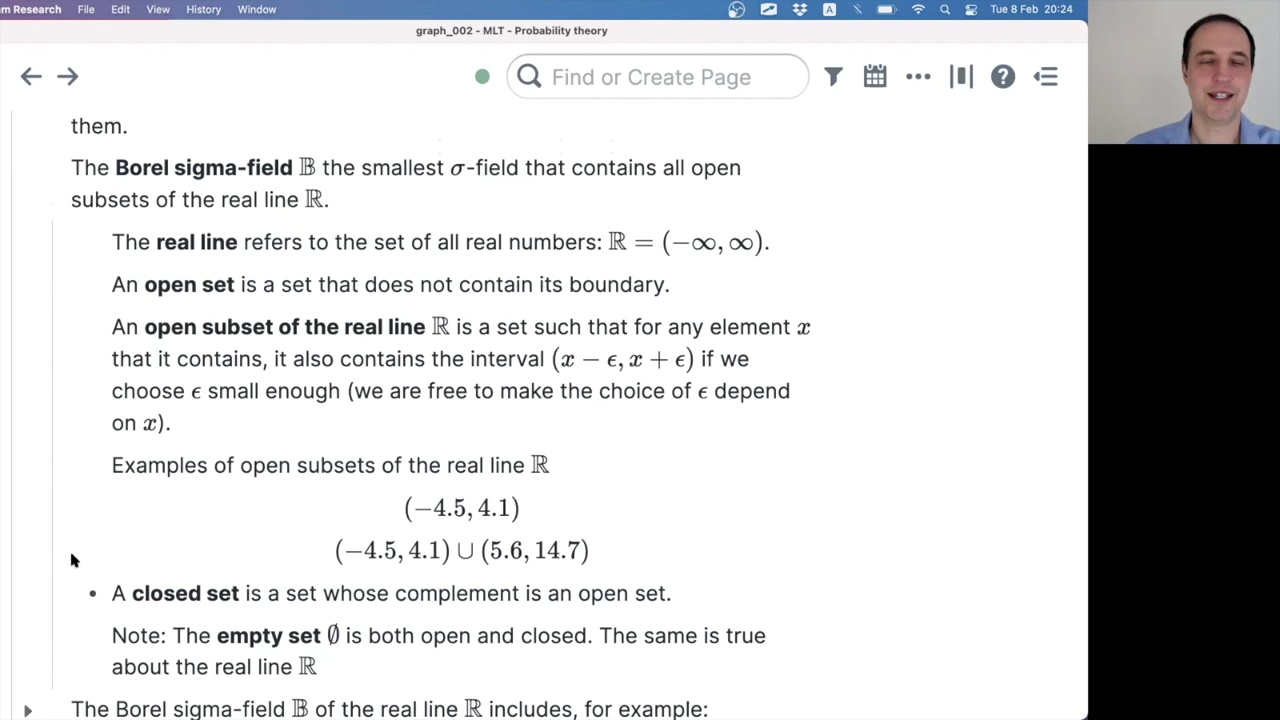 m Research File Edit View History Window A Tue 8 Feb 20:24
graph_002 - MLT - Probability theory
Find or Create Page
them.
The Borel sigma-field 𝔹 the smallest σ-field that contains all open
subsets of the real line ℝ.
The real line refers to the set of all real numbers: ℝ = (−∞, ∞).
An open set is a set that does not contain its boundary.
An open subset of the real line ℝ is a set such that for any element x
that it contains, it also contains the interval (x − ϵ, x + ϵ) if we
choose ϵ small enough (we are free to make the choice of ϵ depend
on x).
Examples of open subsets of the real line ℝ
(−4.5, 4.1)
(−4.5, 4.1) ∪ (5.6, 14.7)
• A closed set is a set whose complement is an open set.
Note: The empty set ∅ is both open and closed. The same is true
about the real line ℝ
The Borel sigma-field 𝔹 of the real line ℝ includes, for example: